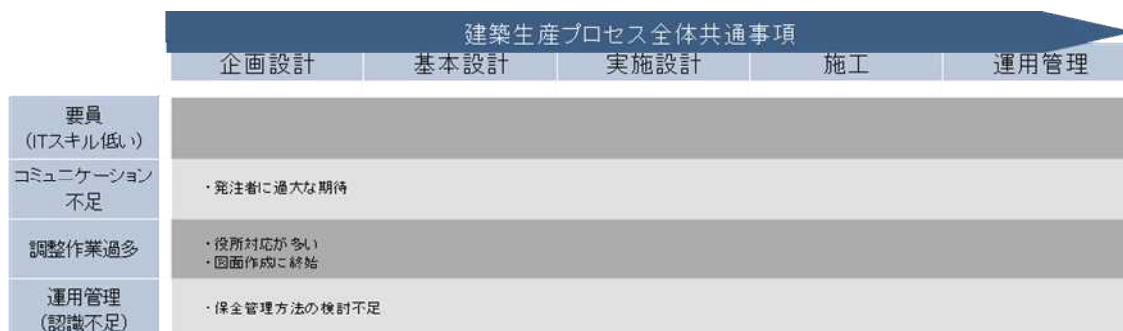 建築生産プロセス全体共通事項
企画設計 基本設計 実施設計 施工 運用管理
要員
(ITスキル低い)
コミュニケーション
不足
・発注者に過大な期待
調整作業過多
・役所対応が多い
・図面作成に終始
運用管理
(認識不足)
・保全管理方法の検討不足